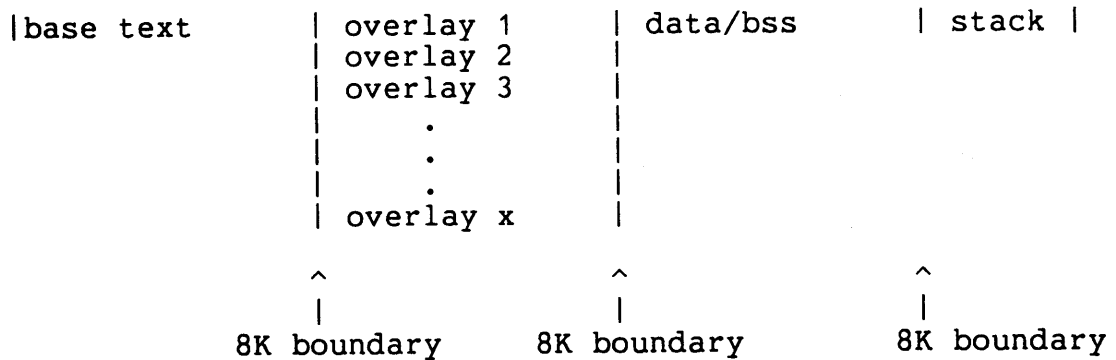 |base text | overlay 1 | data/bss | stack |
| overlay 2 |
| overlay 3 |
| . |
| . |
| . |
| overlay x |
^ ^ ^
| | |
8K boundary 8K boundary 8K boundary